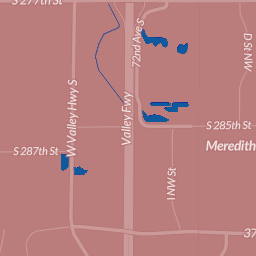 S 277th St
72nd Ave S
D St NW
W Valley Hwy S
Valley Fwy
S 285th St
S 287th St
Meredith
I NW St
37